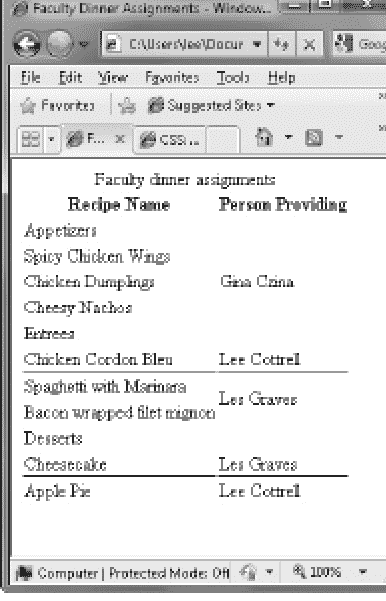 Faculty Dinner Assignments - Window...
C:\Users\lee\Docur
Goog
File Edit View Favorites Tools Help
Favorites Suggested Sites
F... × CSS: ...
Faculty dinner assignments
Recipe Name Person Providing
Appetizers
Spicy Chicken Wings
Chicken Dumplings Gina Czina
Cheesy Nachos
Entrees
Chicken Cordon Bleu Lee Cottrell
Spaghetti with Marinara
Les Graves
Bacon wrapped filet mignon
Desserts
Cheesecake Les Graves
Apple Pie Lee Cottrell
Computer | Protected Mode: Off 100%